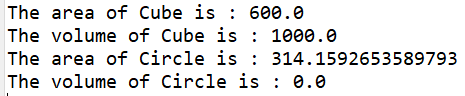 The area of Cube is : 600.0
The volume of Cube is : 1000.0
The area of Circle is : 314.1592653589793
The volume of Circle is : 0.0